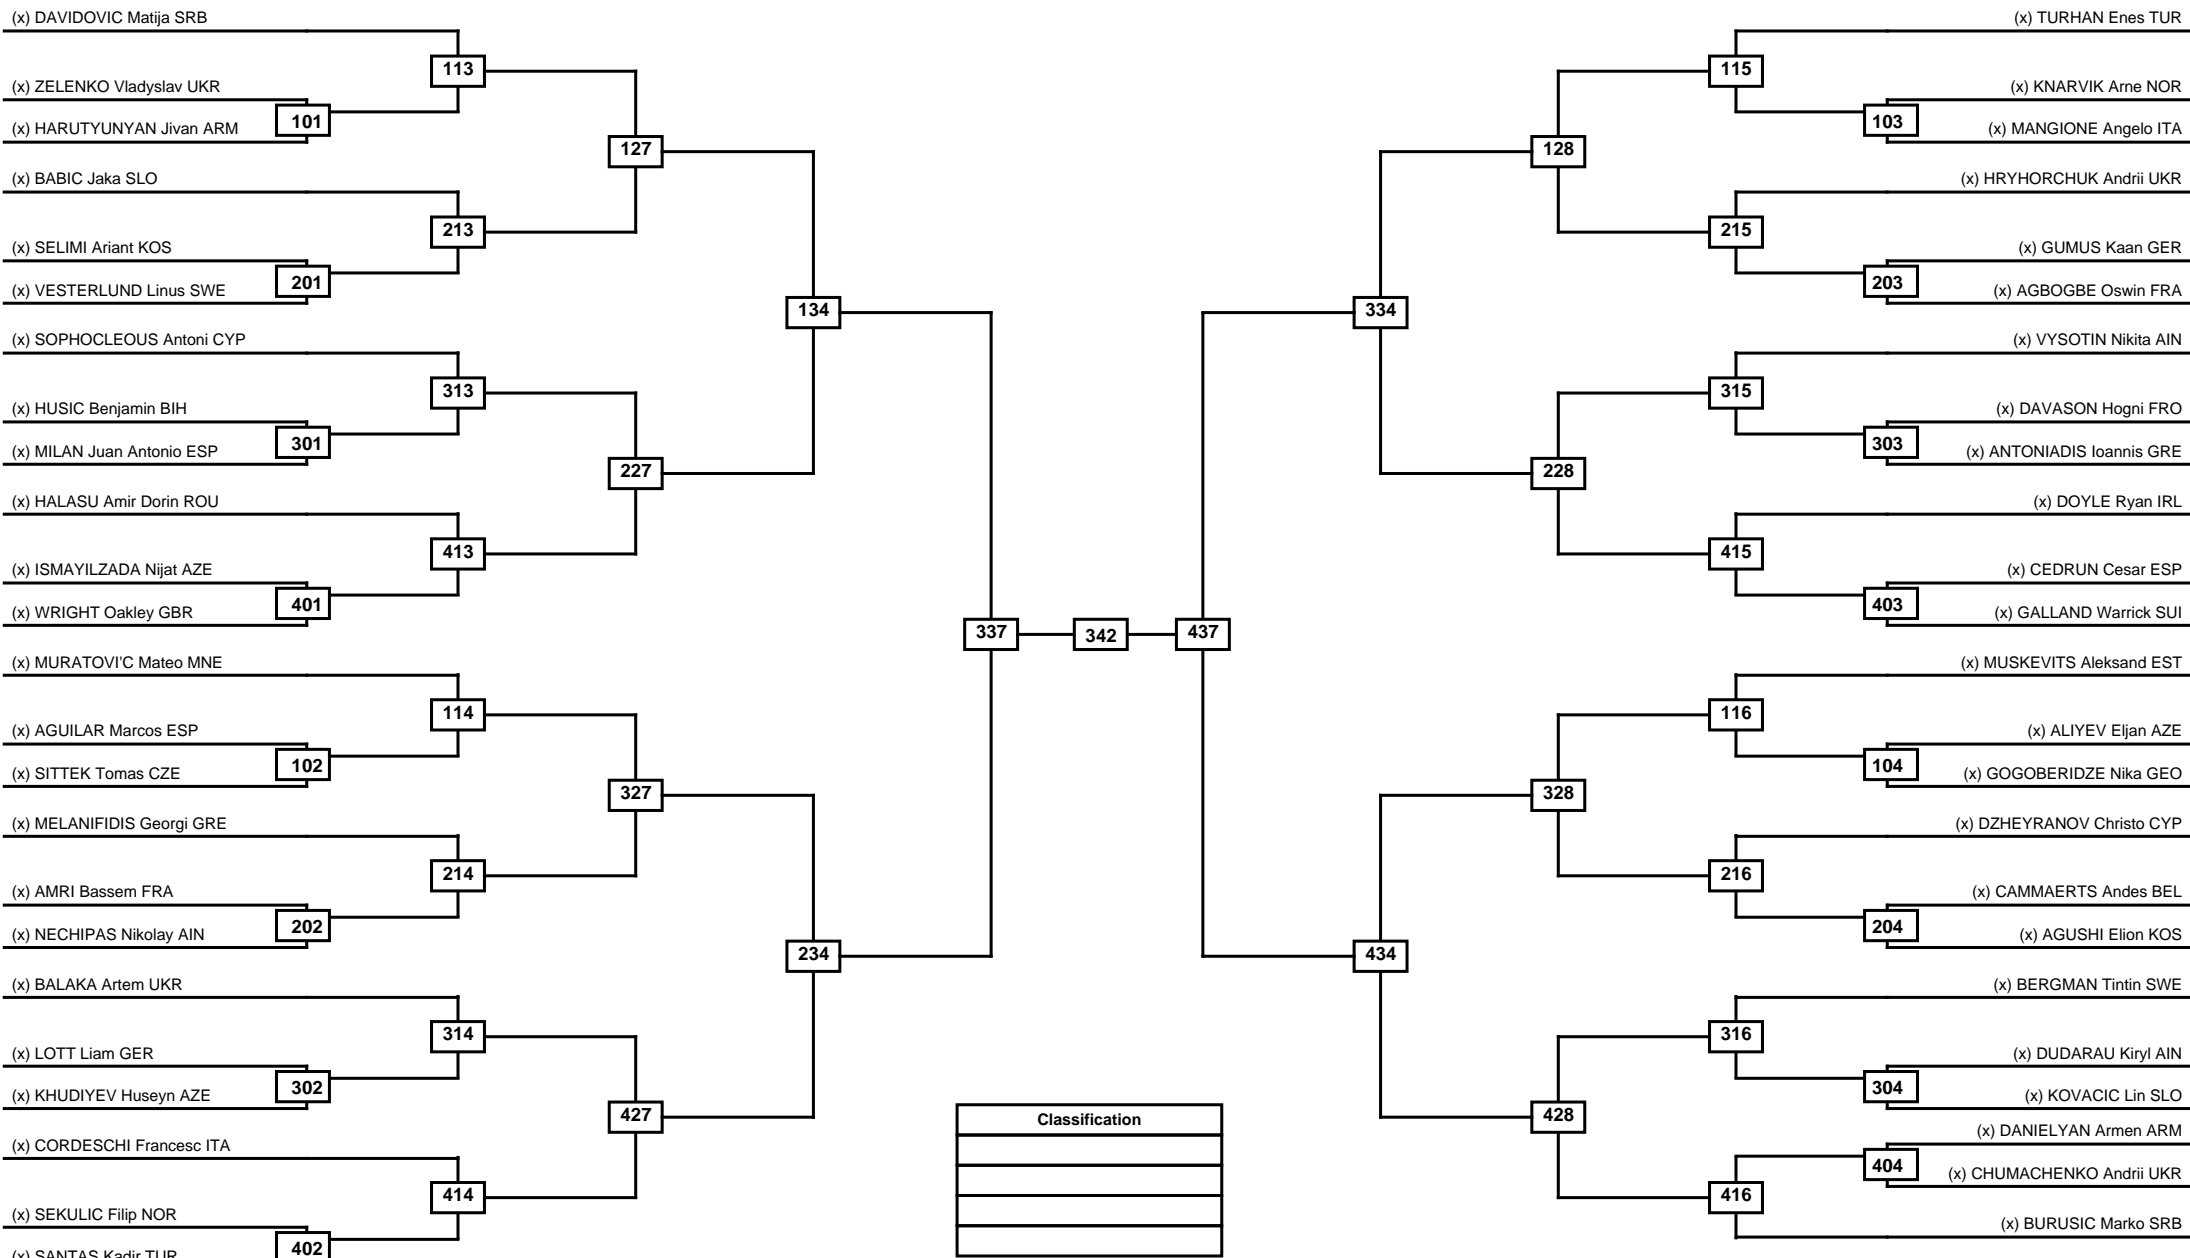 (x) DAVIDOVIC Matija SRB
113
(x) ZELENKO Vladyslav UKR
101
(x) HARUTYUNYAN Jivan ARM
127
(x) BABIC Jaka SLO
213
(x) SELIMI Ariant KOS
201
(x) VESTERLUND Linus SWE
134
(x) SOPHOCLEOUS Antoni CYP
313
(x) HUSIC Benjamin BIH
301
(x) MILAN Juan Antonio ESP
227
(x) HALASU Amir Dorin ROU
413
(x) ISMAYILZADA Nijat AZE
401
(x) WRIGHT Oakley GBR
337
342
437
(x) MURATOVI'C Mateo MNE
114
(x) AGUILAR Marcos ESP
102
(x) SITTEK Tomas CZE
327
(x) MELANIFIDIS Georgi GRE
214
(x) AMRI Bassem FRA
202
(x) NECHIPAS Nikolay AIN
234
(x) BALAKA Artem UKR
314
(x) LOTT Liam GER
302
(x) KHUDIYEV Huseyn AZE
427
(x) CORDESCHI Francesc ITA
414
(x) SEKULIC Filip NOR
402
(x) SANTAS Kadir TUR
Classification
(x) TURHAN Enes TUR
115
(x) KNARVIK Arne NOR
103
(x) MANGIONE Angelo ITA
128
(x) HRYHORCHUK Andrii UKR
215
(x) GUMUS Kaan GER
203
(x) AGBOGBE Oswin FRA
334
(x) VYSOTIN Nikita AIN
315
(x) DAVASON Hogni FRO
303
(x) ANTONIADIS Ioannis GRE
228
(x) DOYLE Ryan IRL
415
(x) CEDRUN Cesar ESP
403
(x) GALLAND Warrick SUI
(x) MUSKEVITS Aleksand EST
116
(x) ALIYEV Eljan AZE
104
(x) GOGOBERIDZE Nika GEO
328
(x) DZHEYRANOV Christo CYP
216
(x) CAMMAERTS Andes BEL
204
(x) AGUSHI Elion KOS
434
(x) BERGMAN Tintin SWE
316
(x) DUDARAU Kiryl AIN
304
(x) KOVACIC Lin SLO
428
(x) DANIELYAN Armen ARM
404
(x) CHUMACHENKO Andrii UKR
416
(x) BURUSIC Marko SRB